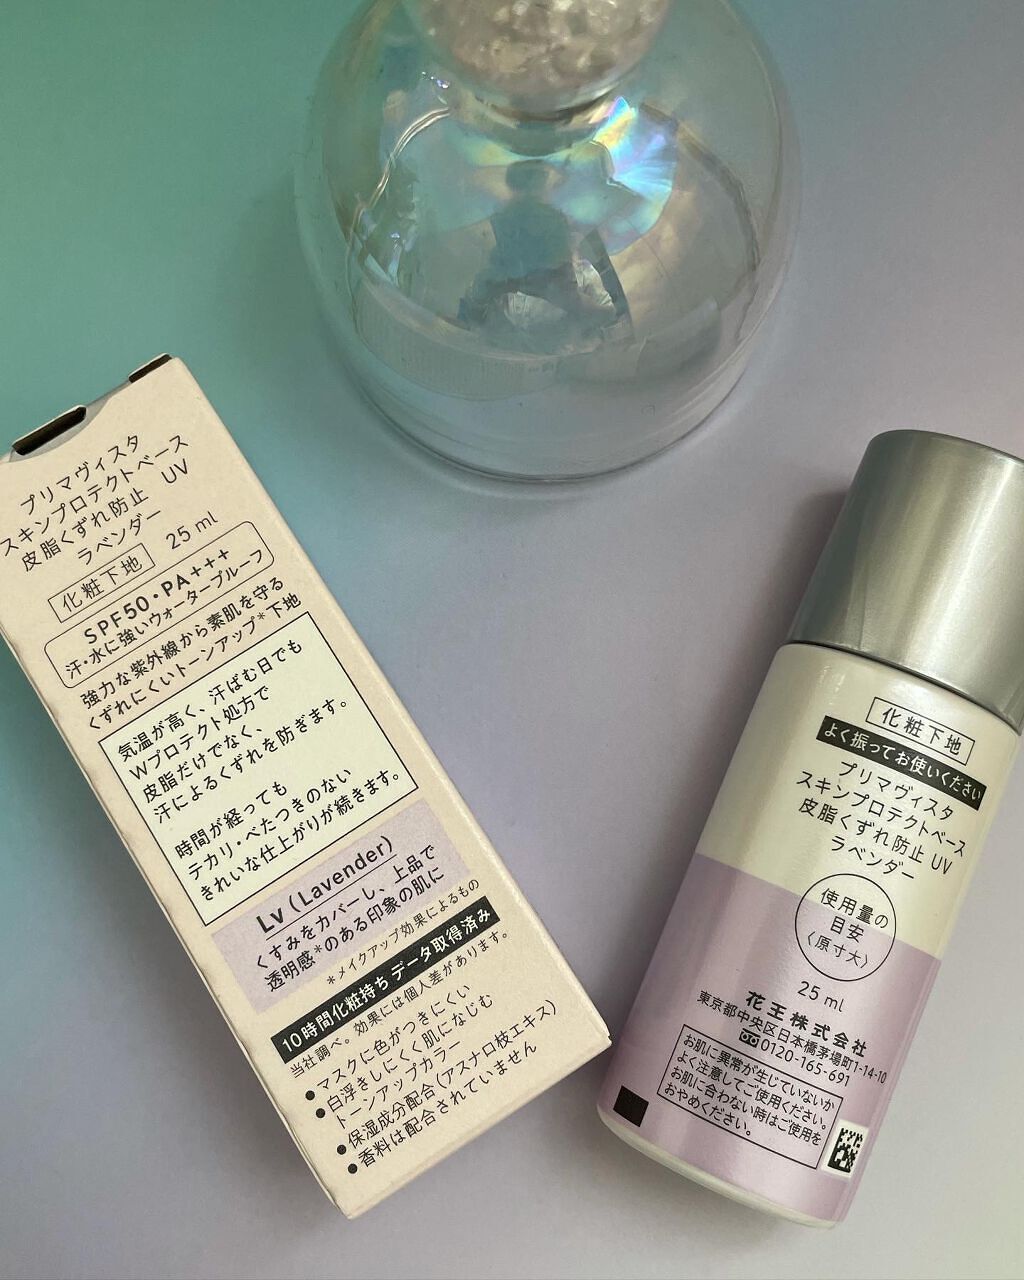 プリマヴィスタ
スキンプロテクトベース
皮脂くずれ防止 UV
ラベンダー
化粧下地 25 ml
SPF50・PA+++
汗・水に強いウォータープルーフ
強力な紫外線から素肌を守る
くずれにくいトーンアップ*下地
気温が高く、汗ばむ日でも
Wプロテクト処方で
皮脂だけでなく、
汗によるくずれを防ぎます。
時間が経っても
テカリ・べたつきのない
きれいな仕上がりが続きます。
Lv(Lavender)
くすみをカバーし、上品で
透明感*のある印象の肌に
*メイクアップ効果によるもの
10時間化粧持ちデータ取得済み
当社調べ。効果には個人差があります。
●マスクに色がつきにくい
●白浮きしにくく肌になじむ
トーンアップカラー
●保湿成分配合(アスナロ枝エキス)
●香料は配合されていません
化粧下地
よく振ってお使いください
プリマヴィスタ
スキンプロテクトベース
皮脂くずれ防止 UV
ラベンダー
使用量の
目安
〈原寸大〉
25 ml
花王株式会社
東京都中央区日本橋茅場町1-14-10
0120-165-691
お肌に異常が生じていないか
よく注意してご使用ください。
お肌に合わない時はご使用を
おやめください。